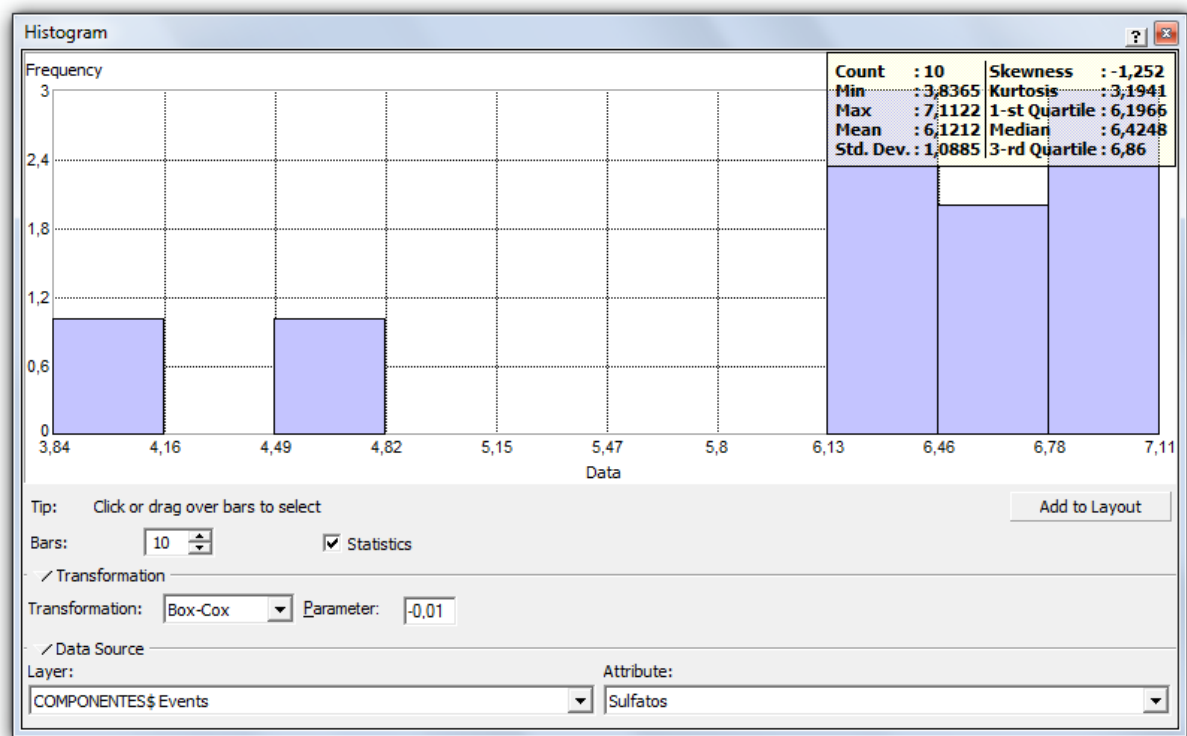 Histogram
Frequency
Count : 10 Skewness : -1,252
Min : 3,8365 Kurtosis : 3,1941
Max : 7,1122 1-st Quartile : 6,1966
Mean : 6,1212 Median : 6,4248
Std. Dev. : 1,0885 3-rd Quartile : 6,86
3
2,4
1,8
1,2
0,6
0
3,84 4,16 4,49 4,82 5,15 5,47 5,8 6,13 6,46 6,78 7,11
Data
Tip: Click or drag over bars to select Add to Layout
Bars: 10 Statistics
Transformation
Transformation: Box-Cox Parameter: -0,01
Data Source
Layer: Attribute:
COMPONENTES$ Events Sulfatos